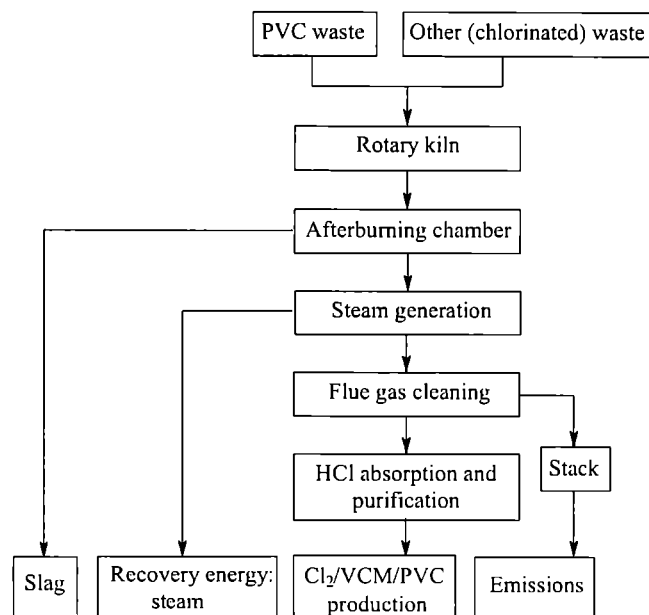 PVC waste
Other (chlorinated) waste
Rotary kiln
Afterburning chamber
Steam generation
Flue gas cleaning
HCl absorption and
purification
Stack
Slag
Recovery energy:
steam
Cl₂/VCM/PVC
production
Emissions